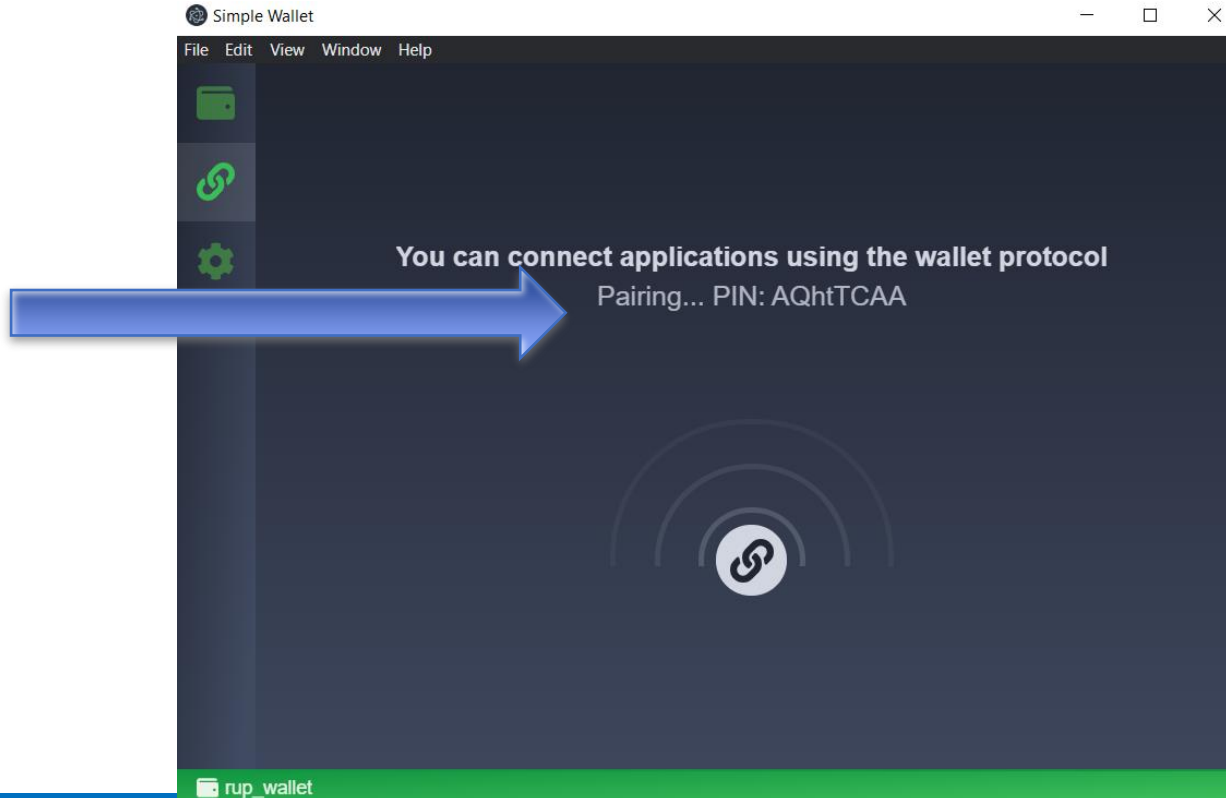 Simple Wallet
File Edit View Window Help
You can connect applications using the wallet protocol
Pairing... PIN: AQhtTCAA
rup_wallet